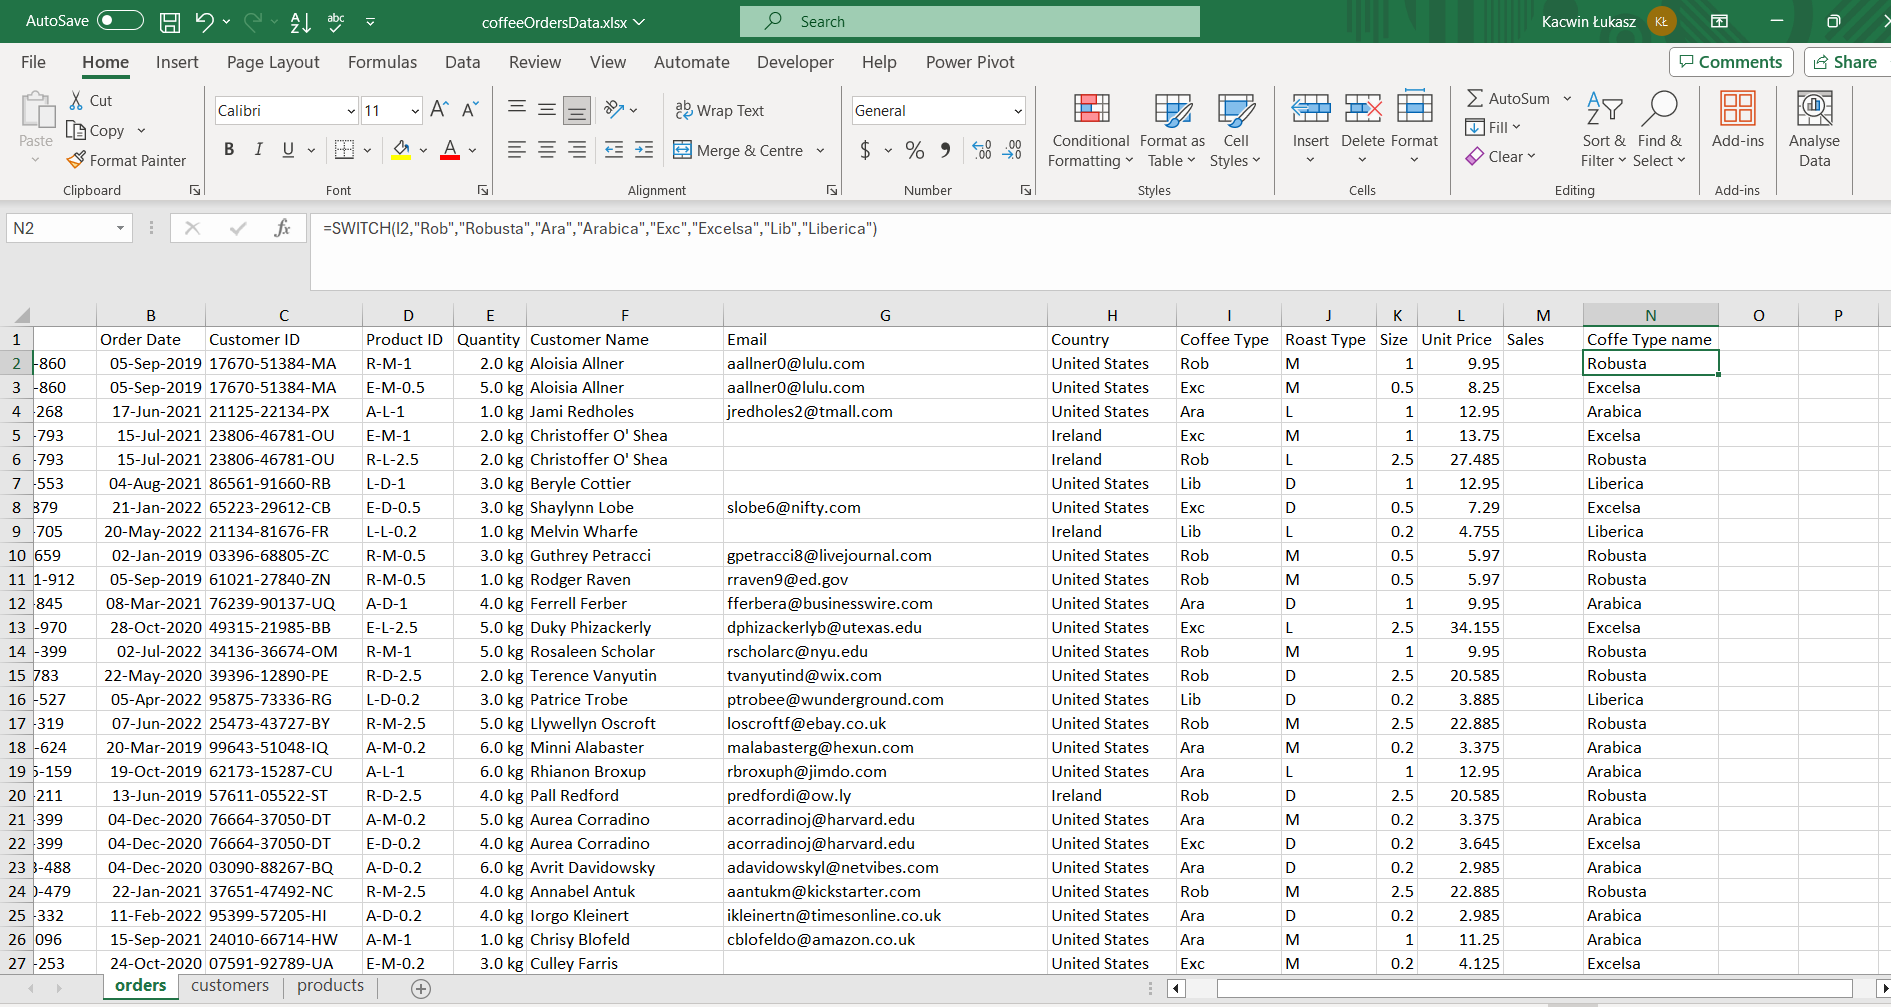 AutoSave
coffeeOrdersData.xlsx
Search
Kacwin Łukasz
KŁ
File Home Insert Page Layout Formulas Data Review View Automate Developer Help Power Pivot
Comments
Share
Paste
Cut
Copy
Format Painter
Clipboard
Calibri 11
B I U
Font
Wrap Text
Merge & Centre
Alignment
General
$ %
Number
Conditional Formatting
Format as Table
Cell Styles
Styles
Insert Delete Format
Cells
AutoSum
Fill
Clear
Sort & Filter
Find & Select
Editing
Add-ins
Add-ins
Analyse Data
N2
fx
=SWITCH(I2,"Rob","Robusta","Ara","Arabica","Exc","Excelsa","Lib","Liberica")
B C D E F G H I J K L M N O P
1 Order Date Customer ID Product ID Quantity Customer Name Email Country Coffee Type Roast Type Size Unit Price Sales Coffe Type name
2 -860 05-Sep-2019 17670-51384-MA R-M-1 2.0 kg Aloisia Allner aallner0@lulu.com United States Rob M 1 9.95 Robusta
3 -860 05-Sep-2019 17670-51384-MA E-M-0.5 5.0 kg Aloisia Allner aallner0@lulu.com United States Exc M 0.5 8.25 Excelsa
4 -268 17-Jun-2021 21125-22134-PX A-L-1 1.0 kg Jami Redholes jredholes2@tmall.com United States Ara L 1 12.95 Arabica
5 -793 15-Jul-2021 23806-46781-OU E-M-1 2.0 kg Christoffer O' Shea Ireland Exc M 1 13.75 Excelsa
6 -793 15-Jul-2021 23806-46781-OU R-L-2.5 2.0 kg Christoffer O' Shea Ireland Rob L 2.5 27.485 Robusta
7 -553 04-Aug-2021 86561-91660-RB L-D-1 3.0 kg Beryle Cottier United States Lib D 1 12.95 Liberica
8 379 21-Jan-2022 65223-29612-CB E-D-0.5 3.0 kg Shaylynn Lobe slobe6@nifty.com United States Exc D 0.5 7.29 Excelsa
9 -705 20-May-2022 21134-81676-FR L-L-0.2 1.0 kg Melvin Wharfe Ireland Lib L 0.2 4.755 Liberica
10 659 02-Jan-2019 03396-68805-ZC R-M-0.5 3.0 kg Guthrey Petracci gpetracci8@livejournal.com United States Rob M 0.5 5.97 Robusta
11 1-912 05-Sep-2019 61021-27840-ZN R-M-0.5 1.0 kg Rodger Raven rraven9@ed.gov United States Rob M 0.5 5.97 Robusta
12 -845 08-Mar-2021 76239-90137-UQ A-D-1 4.0 kg Ferrell Ferber fferbera@businesswire.com United States Ara D 1 9.95 Arabica
13 -970 28-Oct-2020 49315-21985-BB E-L-2.5 5.0 kg Duky Phizackerly dphizackerlyb@utexas.edu United States Exc L 2.5 34.155 Excelsa
14 -399 02-Jul-2022 34136-36674-OM R-M-1 5.0 kg Rosaleen Scholar rscholarc@nyu.edu United States Rob M 1 9.95 Robusta
15 783 22-May-2020 39396-12890-PE R-D-2.5 2.0 kg Terence Vanyutin tvanyutind@wix.com United States Rob D 2.5 20.585 Robusta
16 -527 05-Apr-2022 95875-73336-RG L-D-0.2 3.0 kg Patrice Trobe ptrobee@wunderground.com United States Lib D 0.2 3.885 Liberica
17 -319 07-Jun-2022 25473-43727-BY R-M-2.5 5.0 kg Llywellyn Oscroft loscroftf@ebay.co.uk United States Rob M 2.5 22.885 Robusta
18 -624 20-Mar-2019 99643-51048-IQ A-M-0.2 6.0 kg Minni Alabaster malabasterg@hexun.com United States Ara M 0.2 3.375 Arabica
19 -159 19-Oct-2019 62173-15287-CU A-L-1 6.0 kg Rhianon Broxup rbroxuph@jimdo.com United States Ara L 1 12.95 Arabica
20 -211 13-Jun-2019 57611-05522-ST R-D-2.5 4.0 kg Pall Redford predfordi@ow.ly Ireland Rob D 2.5 20.585 Robusta
21 -399 04-Dec-2020 76664-37050-DT A-M-0.2 5.0 kg Aurea Corradino acorradinoj@harvard.edu United States Ara M 0.2 3.375 Arabica
22 -399 04-Dec-2020 76664-37050-DT E-D-0.2 4.0 kg Aurea Corradino acorradinoj@harvard.edu United States Exc D 0.2 3.645 Excelsa
23 -488 04-Dec-2020 03090-88267-BQ A-D-0.2 6.0 kg Avrit Davidowsky adavidowskyl@netvibes.com United States Ara D 0.2 2.985 Arabica
24 -479 22-Jan-2021 37651-47492-NC R-M-2.5 4.0 kg Annabel Antuk aantukm@kickstarter.com United States Rob M 2.5 22.885 Robusta
25 -332 11-Feb-2022 95399-57205-HI A-D-0.2 4.0 kg Iorgo Kleinert ikleinertn@timesonline.co.uk United States Ara D 0.2 2.985 Arabica
26 096 15-Sep-2021 24010-66714-HW A-M-1 1.0 kg Chrisy Blofeld cblofeldo@amazon.co.uk United States Ara M 1 11.25 Arabica
27 -253 24-Oct-2020 07591-92789-UA E-M-0.2 3.0 kg Culley Farris United States Exc M 0.2 4.125 Excelsa
orders customers products